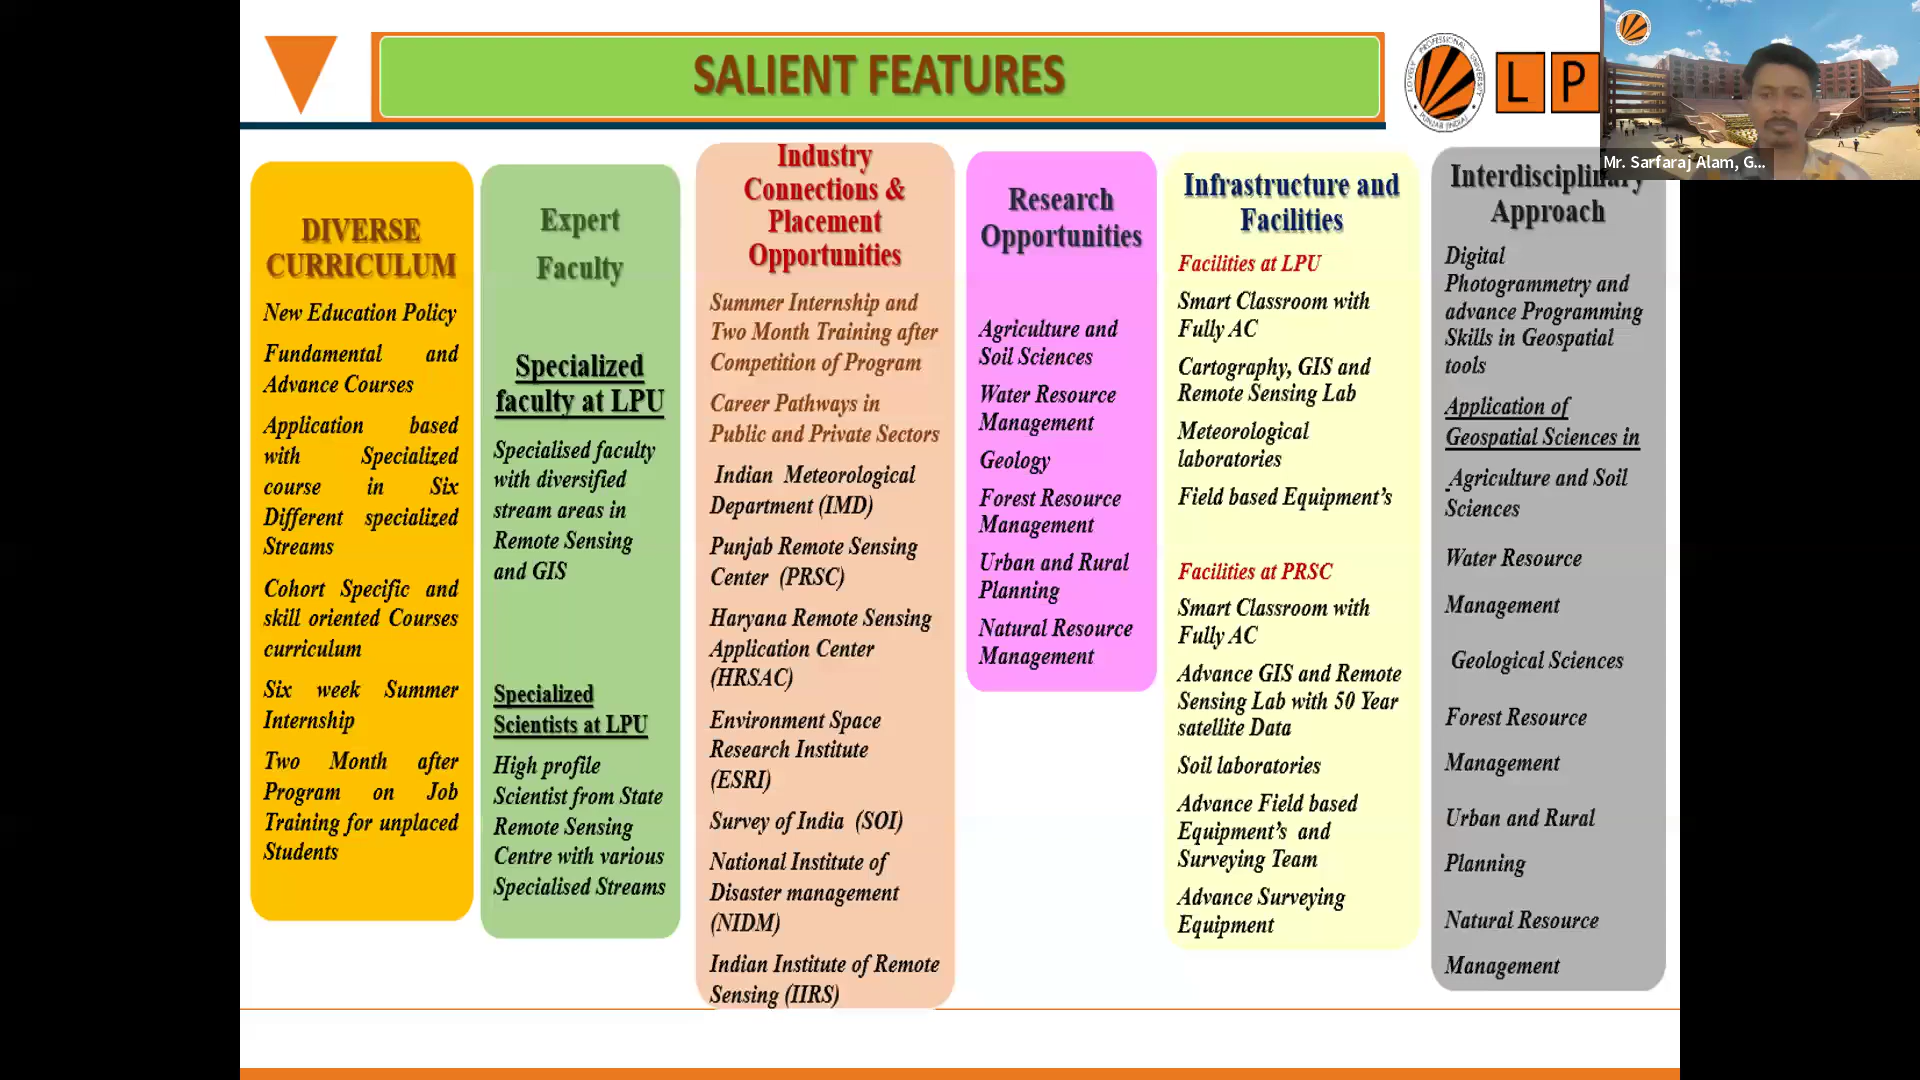 SALIENT FEATURES
LOVELY PROFESSIONAL UNIVERSITY
PUNJAB (INDIA)
L P
Mr. Sarfaraj Alam, G...
DIVERSE
CURRICULUM
New Education Policy
Fundamental and
Advance Courses
Application based
with Specialized
course in Six
Different specialized
Streams
Cohort Specific and
skill oriented Courses
curriculum
Six week Summer
Internship
Two Month after
Program on Job
Training for unplaced
Students
Expert
Faculty
Specialized
faculty at LPU
Specialised faculty
with diversified
stream areas in
Remote Sensing
and GIS
Specialized
Scientists at LPU
High profile
Scientist from State
Remote Sensing
Centre with various
Specialised Streams
Industry
Connections &
Placement
Opportunities
Summer Internship and
Two Month Training after
Competition of Program
Career Pathways in
Public and Private Sectors
Indian Meteorological
Department (IMD)
Punjab Remote Sensing
Center (PRSC)
Haryana Remote Sensing
Application Center
(HRSAC)
Environment Space
Research Institute
(ESRI)
Survey of India (SOI)
National Institute of
Disaster management
(NIDM)
Indian Institute of Remote
Sensing (IIRS)
Research
Opportunities
Agriculture and
Soil Sciences
Water Resource
Management
Geology
Forest Resource
Management
Urban and Rural
Planning
Natural Resource
Management
Infrastructure and
Facilities
Facilities at LPU
Smart Classroom with
Fully AC
Cartography, GIS and
Remote Sensing Lab
Meteorological
laboratories
Field based Equipment's
Facilities at PRSC
Smart Classroom with
Fully AC
Advance GIS and Remote
Sensing Lab with 50 Year
satellite Data
Soil laboratories
Advance Field based
Equipment's and
Surveying Team
Advance Surveying
Equipment
Interdisciplinary
Approach
Digital
Photogrammetry and
advance Programming
Skills in Geospatial
tools
Application of
Geospatial Sciences in
Agriculture and Soil
Sciences
Water Resource
Management
Geological Sciences
Forest Resource
Management
Urban and Rural
Planning
Natural Resource
Management